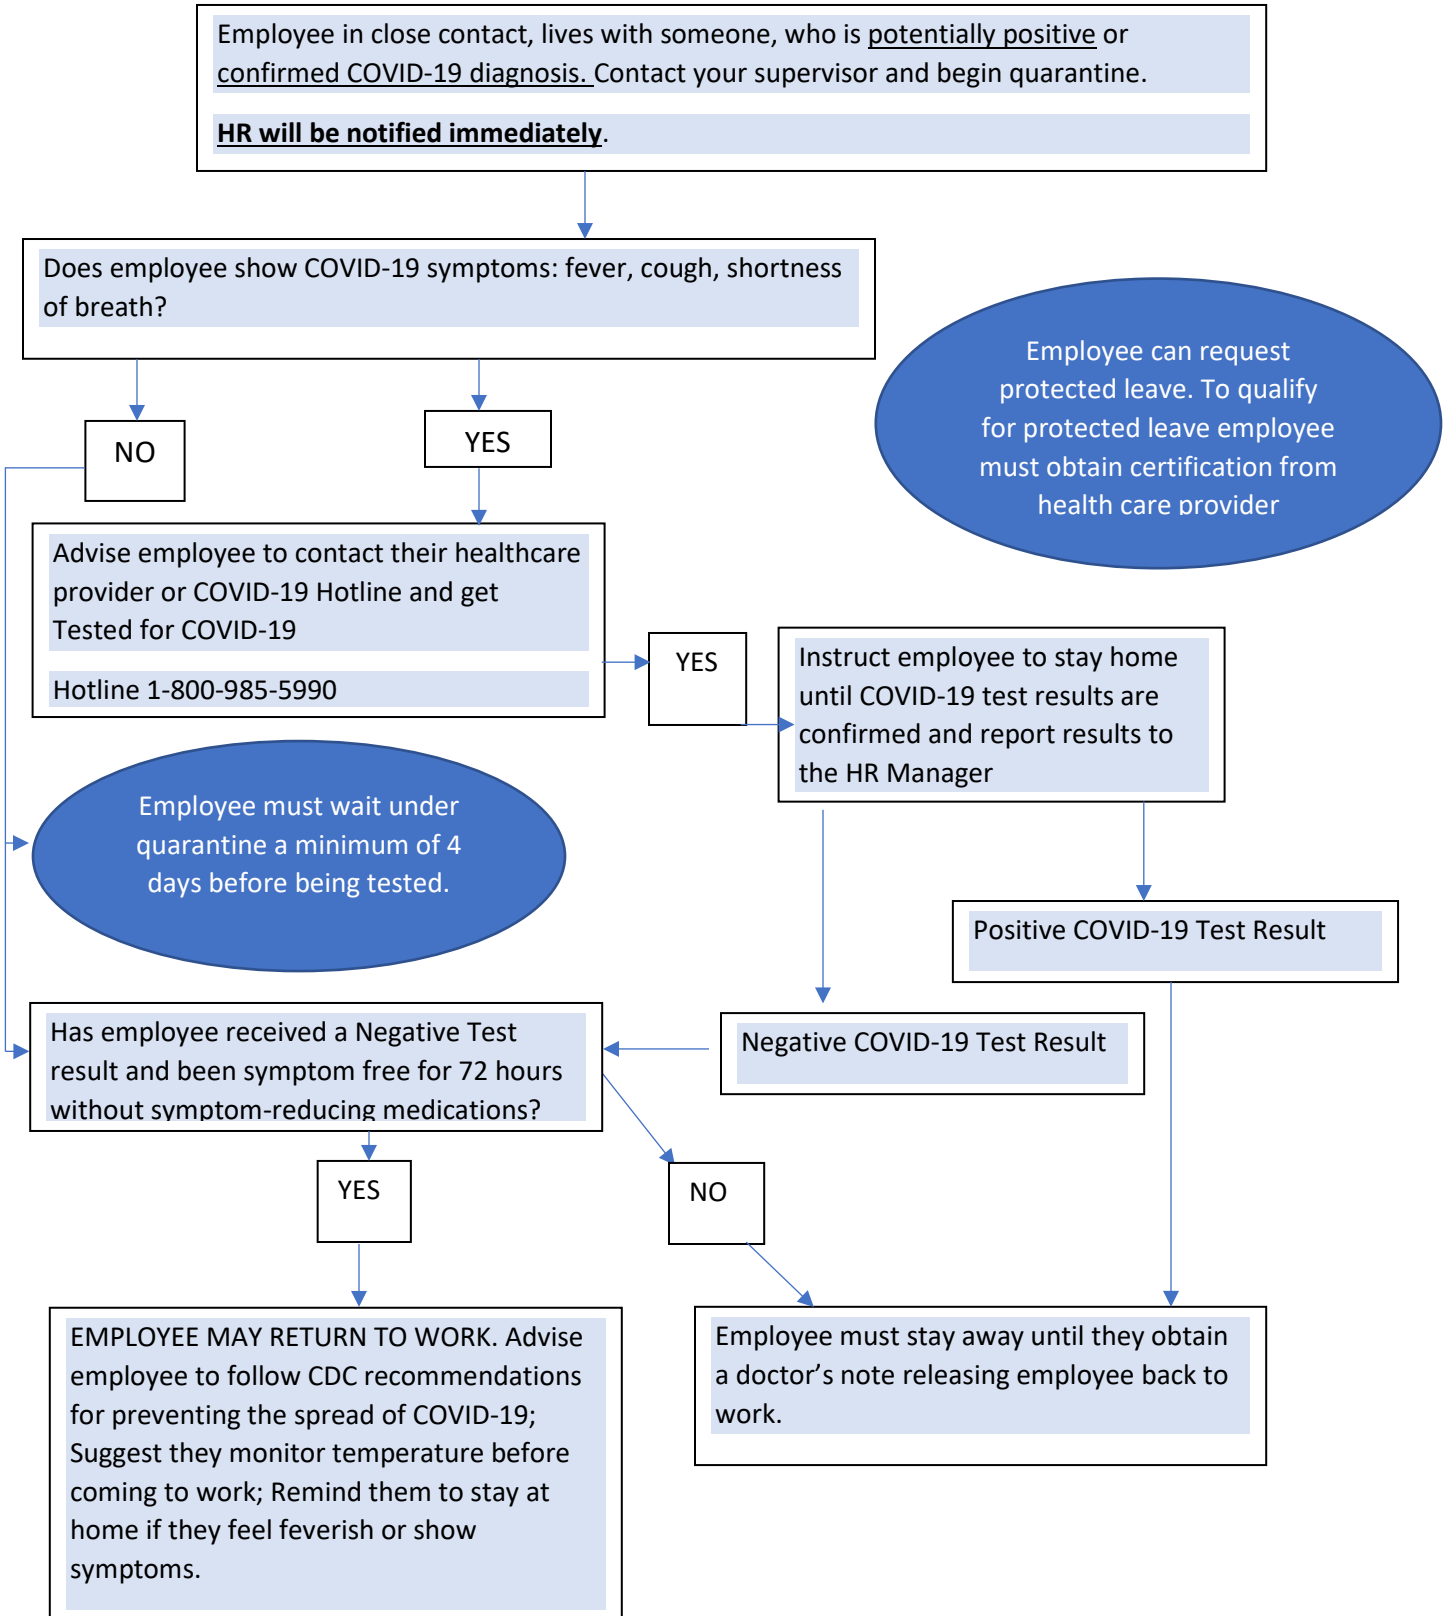 Employee in close contact, lives with someone, who is potentially positive or
confirmed COVID-19 diagnosis. Contact your supervisor and begin quarantine.
HR will be notified immediately.
Does employee show COVID-19 symptoms: fever, cough, shortness
of breath?
Employee can request
protected leave. To qualify
for protected leave employee
must obtain certification from
health care provider
NO
YES
Advise employee to contact their healthcare
provider or COVID-19 Hotline and get
Tested for COVID-19
Hotline 1-800-985-5990
YES
Instruct employee to stay home
until COVID-19 test results are
confirmed and report results to
the HR Manager
Employee must wait under
quarantine a minimum of 4
days before being tested.
Positive COVID-19 Test Result
Has employee received a Negative Test
result and been symptom free for 72 hours
without symptom-reducing medications?
Negative COVID-19 Test Result
YES
NO
EMPLOYEE MAY RETURN TO WORK. Advise
employee to follow CDC recommendations
for preventing the spread of COVID-19;
Suggest they monitor temperature before
coming to work; Remind them to stay at
home if they feel feverish or show
symptoms.
Employee must stay away until they obtain
a doctor’s note releasing employee back to
work.